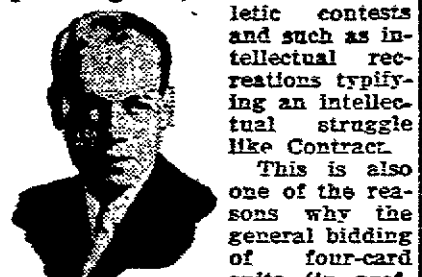 letic contests
and such as in-
tellectual rec-
reations typify-
ing an intellec-
tual struggle
like Contract.
This is also
one of the rea-
sons why the
general bidding
of four-card